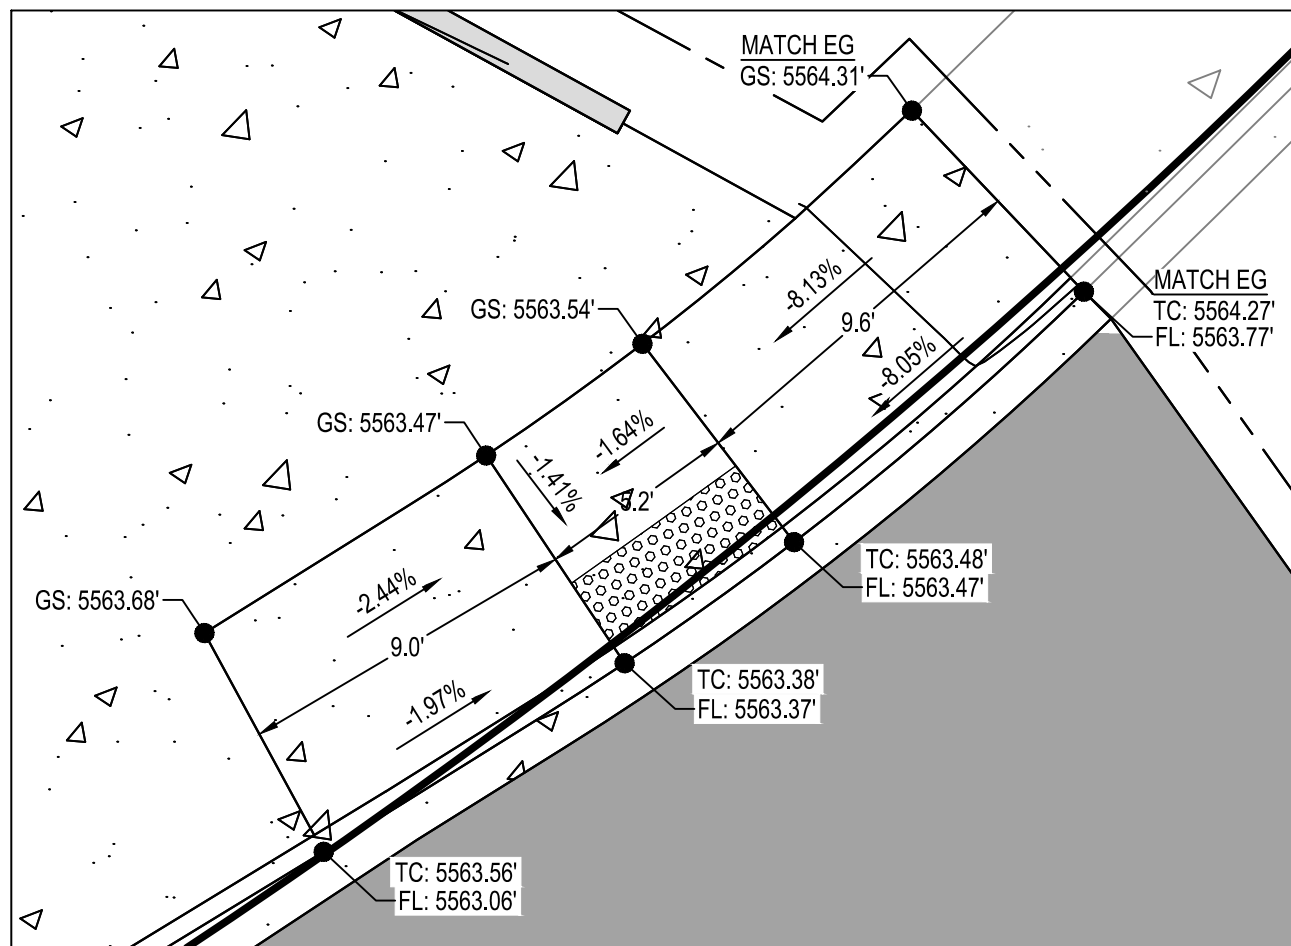 MATCH EG
GS: 5564.31'
-8.13%
9.6'
MATCH EG
TC: 5564.27'
FL: 5563.77'
GS: 5563.54'
-8.05%
GS: 5563.47'
-1.64%
-1.41%
5.2'
TC: 5563.48'
FL: 5563.47'
-2.44%
GS: 5563.68'
9.0'
-1.97%
TC: 5563.38'
FL: 5563.37'
TC: 5563.56'
FL: 5563.06'